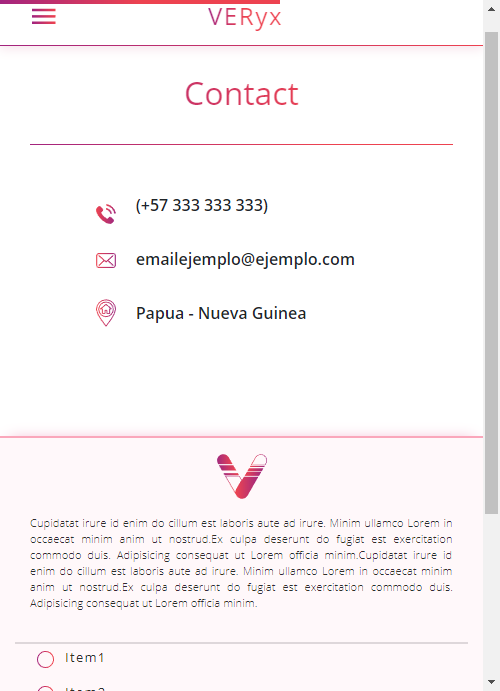 VERyx
Contact
(+57 333 333 333)
emailejemplo@ejemplo.com
Papua - Nueva Guinea
Cupidatat irure id enim do cillum est laboris aute ad irure. Minim ullamco Lorem in
occaecat minim anim ut nostrud.Ex culpa deserunt do fugiat est exercitation
commodo duis. Adipisicing consequat ut Lorem officia minim.Cupidatat irure id
enim do cillum est laboris aute ad irure. Minim ullamco Lorem in occaecat minim
anim ut nostrud.Ex culpa deserunt do fugiat est exercitation commodo duis.
Adipisicing consequat ut Lorem officia minim.
Item1
Item2